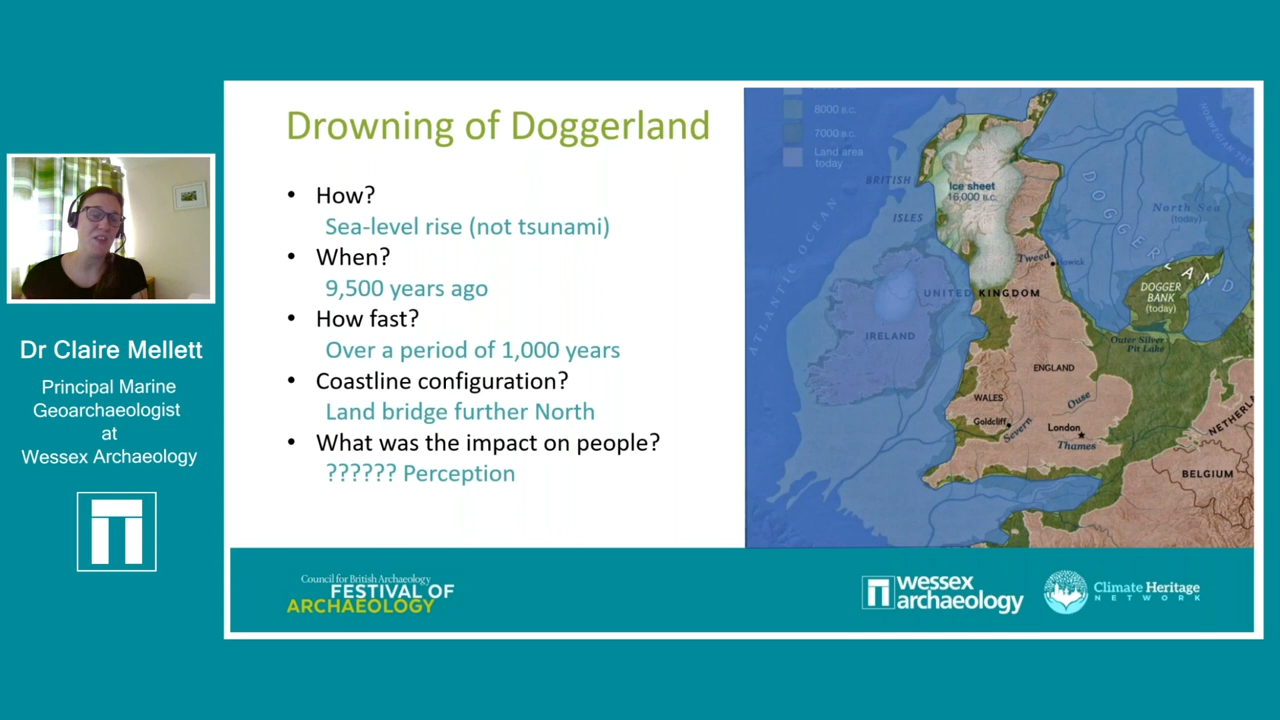 Dr Claire Mellett
Principal Marine
Geoarchaeologist
at
Wessex Archaeology
Drowning of Doggerland
• How?
Sea-level rise (not tsunami)
• When?
9,500 years ago
• How fast?
Over a period of 1,000 years
• Coastline configuration?
Land bridge further North
• What was the impact on people?
?????? Perception
8000 B.C.
7000 B.C.
Land area
today
BRITISH
ISLES
ATLANTIC OCEAN
Ice sheet
16,000 B.C.
DOGGERLAND
North Sea
(today)
Tweed
UNITED KINGDOM
DOGGER
BANK
(today)
IRELAND
Outer Silver
Pit Lake
ENGLAND
WALES
Ouse
Goldcliff
Severn
London
Thames
BELGIUM
Council for British Archaeology
FESTIVAL OF
ARCHAEOLOGY
wessex
archaeology
Climate Heritage
NETWORK